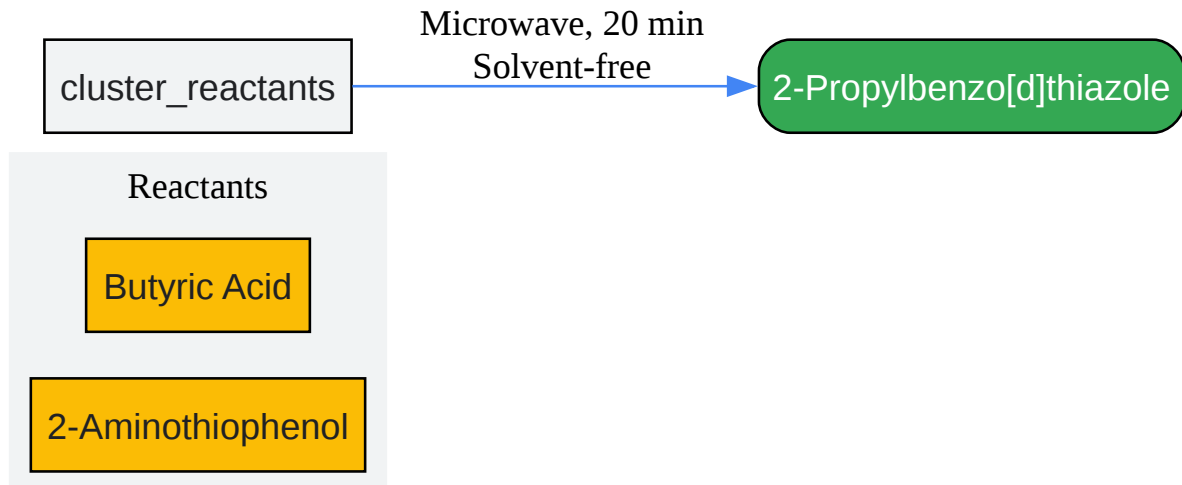 Microwave, 20 min
Solvent-free
cluster_reactants
2-Propylbenzo[d]thiazole
Reactants
Butyric Acid
2-Aminothiophenol